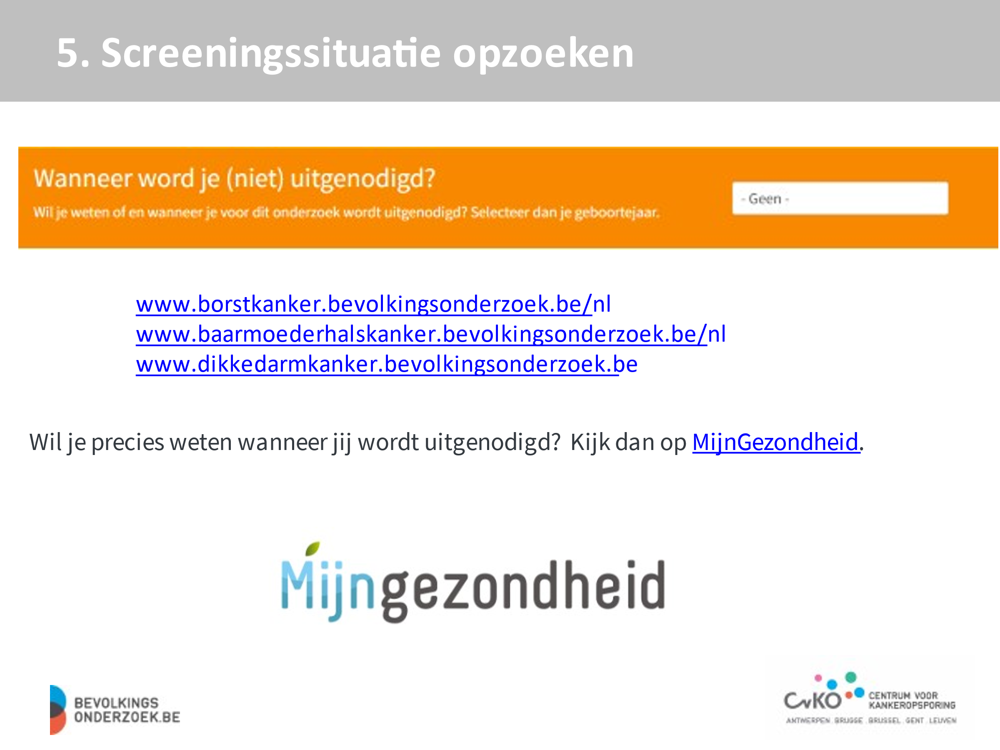 5. Screeningssituatie opzoeken
Wanneer word je (niet) uitgenodigd?
Wil je weten of en wanneer je voor dit onderzoek wordt uitgenodigd? Selecteer dan je geboortejaar.
- Geen -
www.borstkanker.bevolkingsonderzoek.be/nl
www.baarmoederhalskanker.bevolkingsonderzoek.be/nl
www.dikkedarmkanker.bevolkingsonderzoek.be
Wil je precies weten wanneer jij wordt uitgenodigd? Kijk dan op MijnGezondheid.
Mijngezondheid
BEVOLKINGS
ONDERZOEK.BE
CvKO
CENTRUM VOOR
KANKEROPSPORING
ANTWERPEN . BRUGGE . BRUSSEL . GENT . LEUVEN